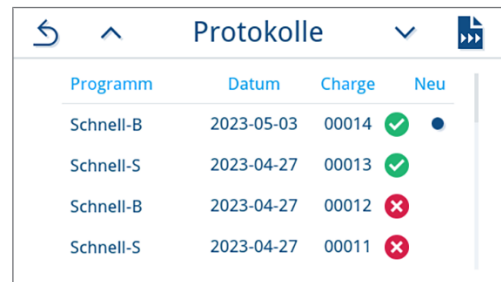 Protokolle
Programm Datum Charge Neu
Schnell-B 2023-05-03 00014
Schnell-S 2023-04-27 00013
Schnell-B 2023-04-27 00012
Schnell-S 2023-04-27 00011